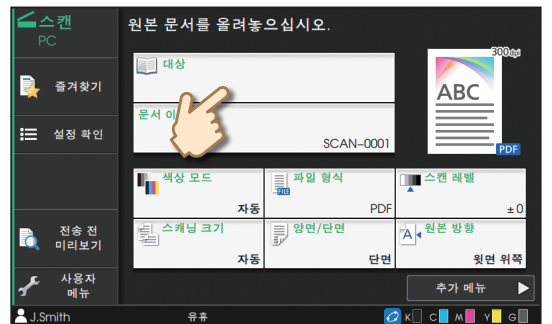 스캔
PC
원본 문서를 올려놓으십시오.
300dpi
즐겨찾기
대상
ABC
설정 확인
문서 이
SCAN-0001
PDF
색상 모드
파일 형식
스캔 레벨
FILE
자동
PDF
±0
전송 전
미리보기
스캐닝 크기
양면/단면
원본 방향
A
자동
단면
윗면 위쪽
사용자
메뉴
추가 메뉴
J.Smith
유휴
K C M Y G